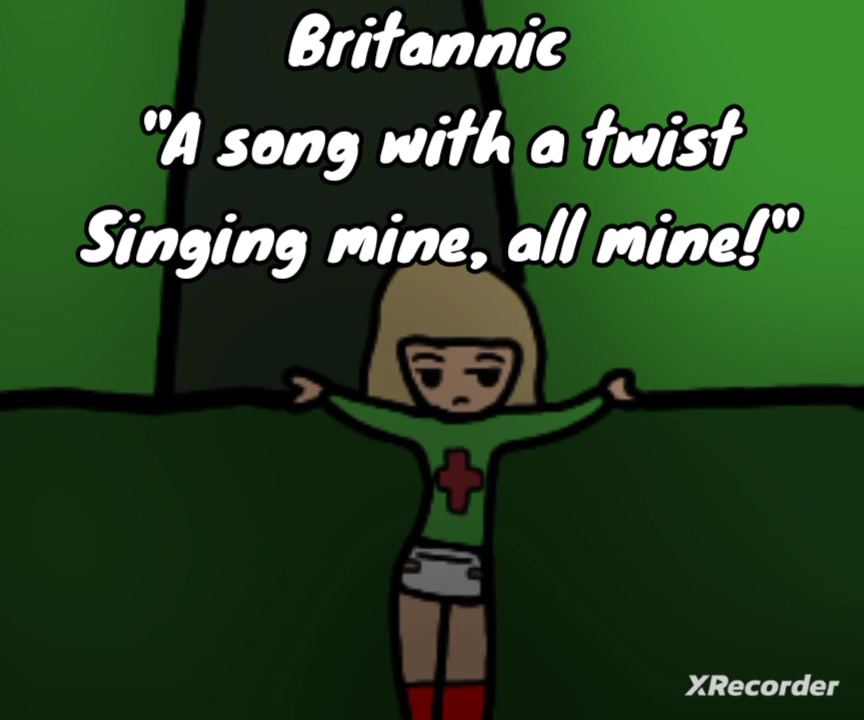 Britannic
"A song with a twist
Singing mine, all mine!"
XRecorder